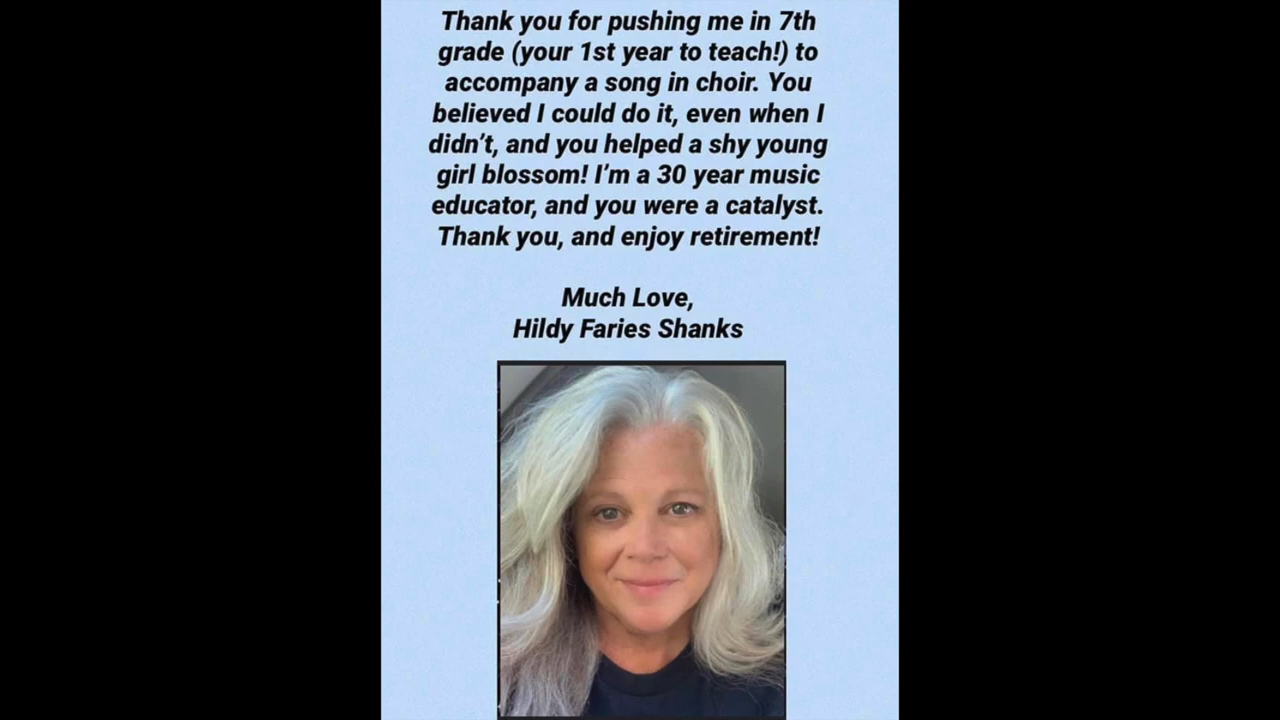 Thank you for pushing me in 7th
grade (your 1st year to teach!) to
accompany a song in choir. You
believed I could do it, even when I
didn’t, and you helped a shy young
girl blossom! I’m a 30 year music
educator, and you were a catalyst.
Thank you, and enjoy retirement!
Much Love,
Hildy Faries Shanks